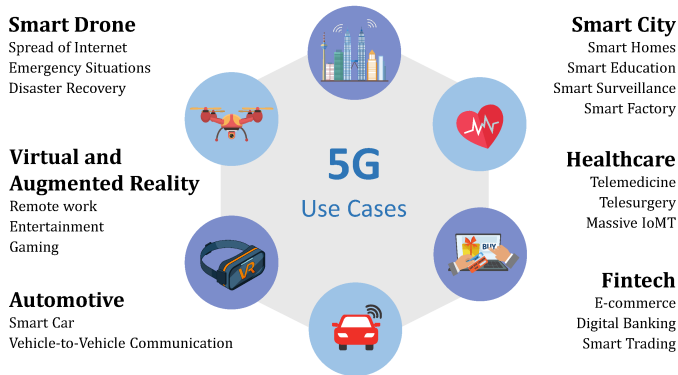 Smart Drone
Spread of Internet
Emergency Situations
Disaster Recovery
Virtual and
Augmented Reality
Remote work
Entertainment
Gaming
Automotive
Smart Car
Vehicle-to-Vehicle Communication
5G
Use Cases
VR
BUY
Smart City
Smart Homes
Smart Education
Smart Surveillance
Smart Factory
Healthcare
Telemedicine
Telesurgery
Massive IoMT
Fintech
E-commerce
Digital Banking
Smart Trading